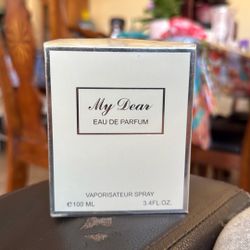 My Dear
EAU DE PARFUM
VAPORISATEUR SPRAY
℮100 ML 3.4FL.OZ.